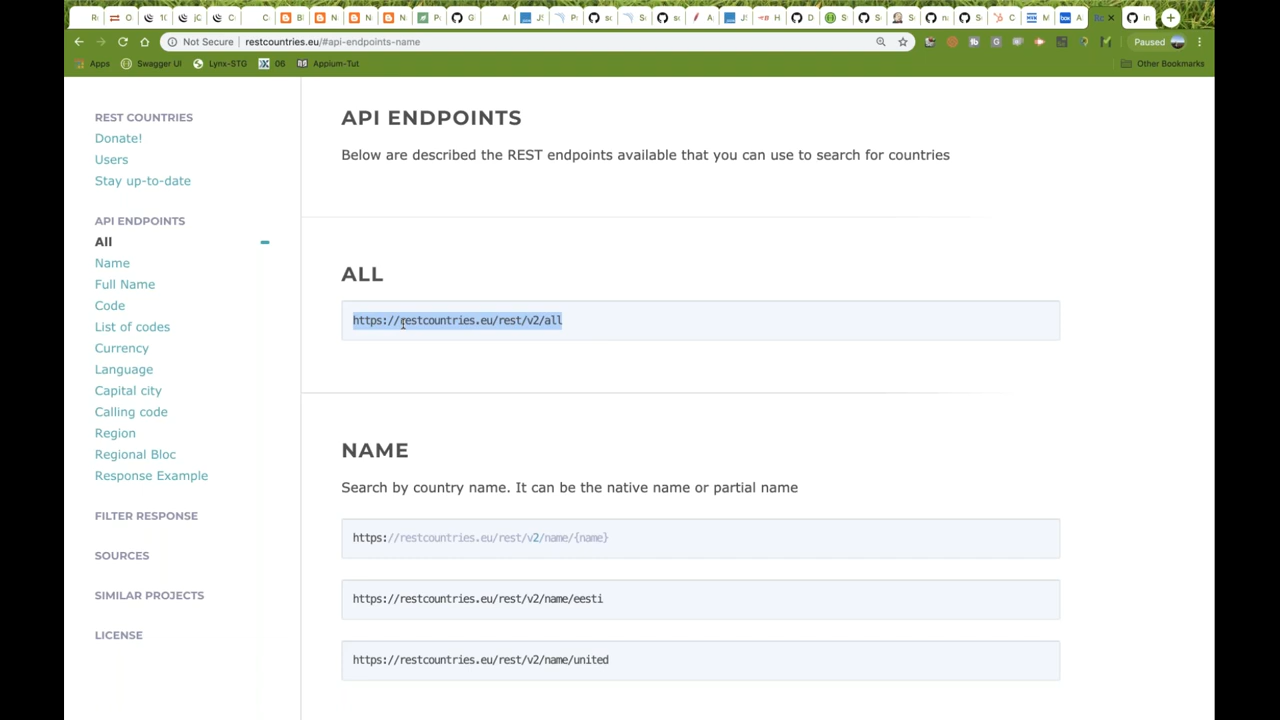 Not Secure | restcountries.eu/#api-endpoints-name
Paused
Apps
Swagger UI
Lynx-STG
06
Appium-Tut
Other Bookmarks
REST COUNTRIES
Donate!
Users
Stay up-to-date
API ENDPOINTS
All
Name
Full Name
Code
List of codes
Currency
Language
Capital city
Calling code
Region
Regional Bloc
Response Example
FILTER RESPONSE
SOURCES
SIMILAR PROJECTS
LICENSE
API ENDPOINTS
Below are described the REST endpoints available that you can use to search for countries
ALL
https://restcountries.eu/rest/v2/all
NAME
Search by country name. It can be the native name or partial name
https://restcountries.eu/rest/v2/name/{name}
https://restcountries.eu/rest/v2/name/eesti
https://restcountries.eu/rest/v2/name/united